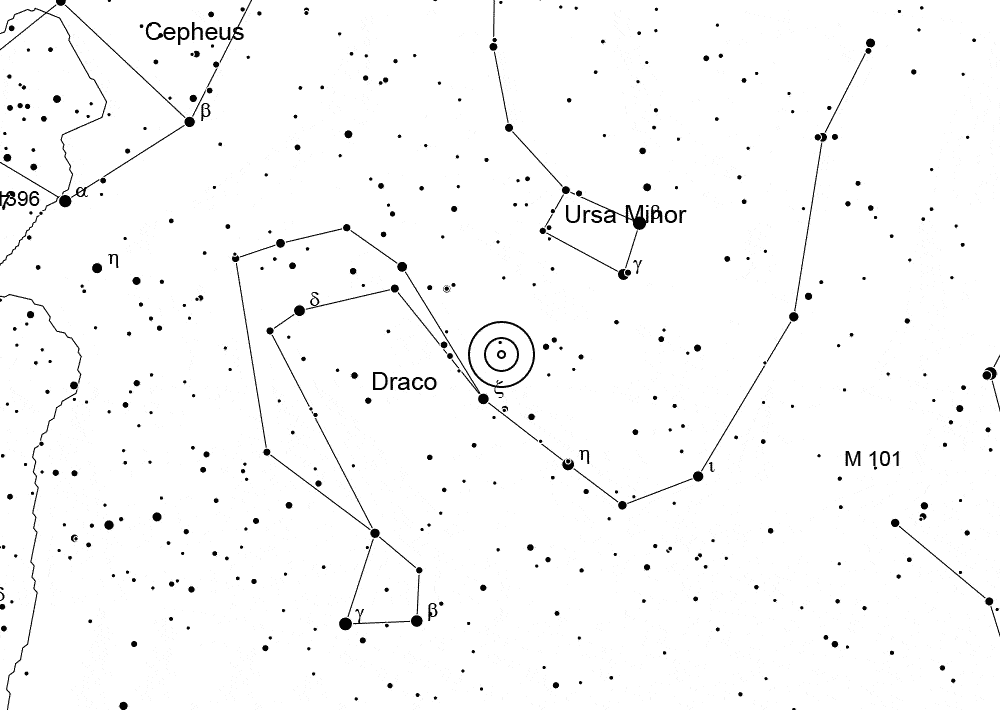 Cepheus
β
α
η
Ursa Minor
β
γ
δ
Draco
ζ
η
ι
M 101
γ
β
δ